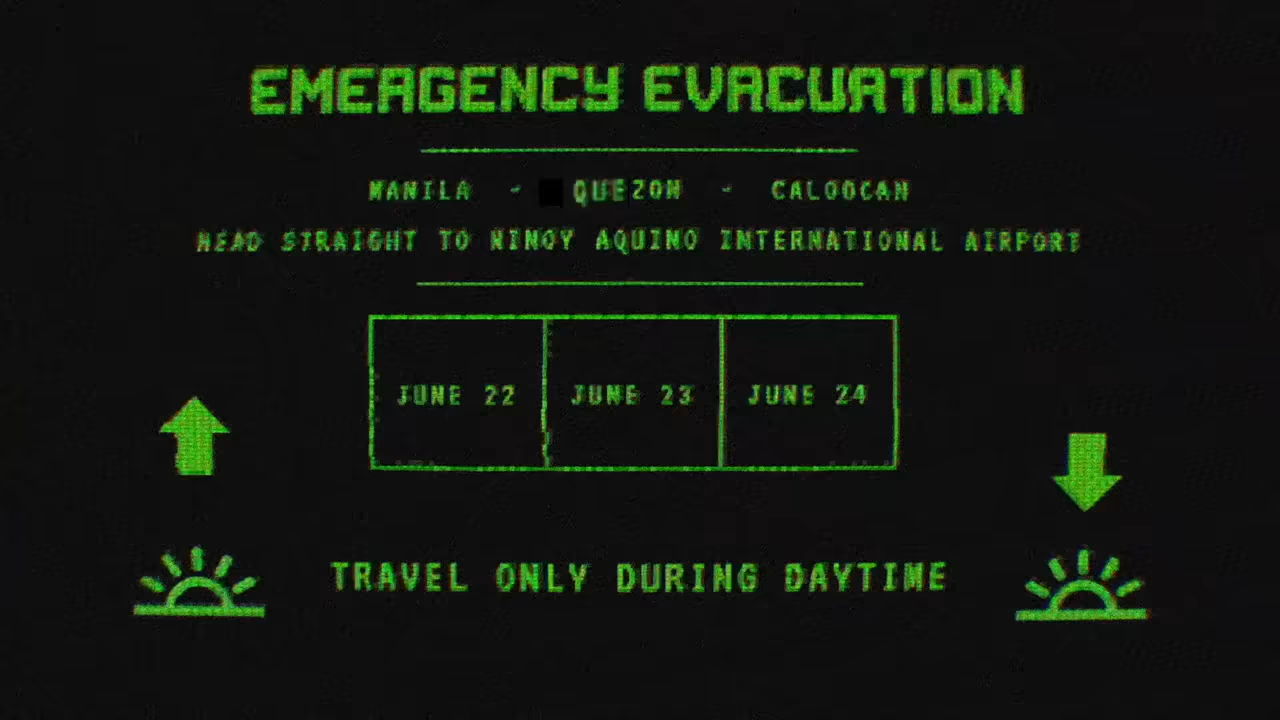 EMERGENCY EVACUATION
MANILA - QUEZON - CALOOCAN
HEAD STRAIGHT TO NINOY AQUINO INTERNATIONAL AIRPORT
JUNE 22 JUNE 23 JUNE 24
TRAVEL ONLY DURING DAYTIME